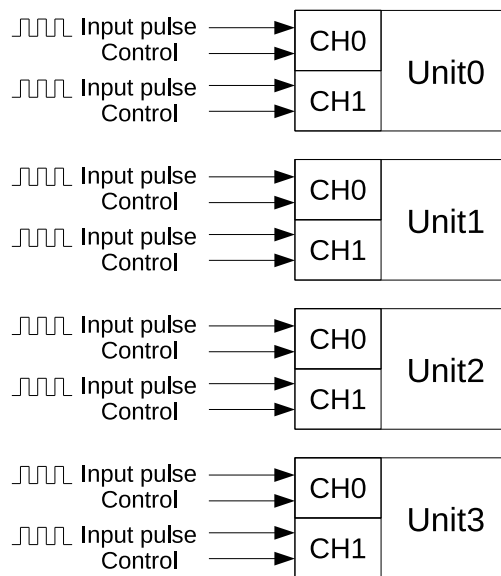 Input pulse
Control
CH0
Input pulse
Control
CH1
Unit0
Input pulse
Control
CH0
Input pulse
Control
CH1
Unit1
Input pulse
Control
CH0
Input pulse
Control
CH1
Unit2
Input pulse
Control
CH0
Input pulse
Control
CH1
Unit3